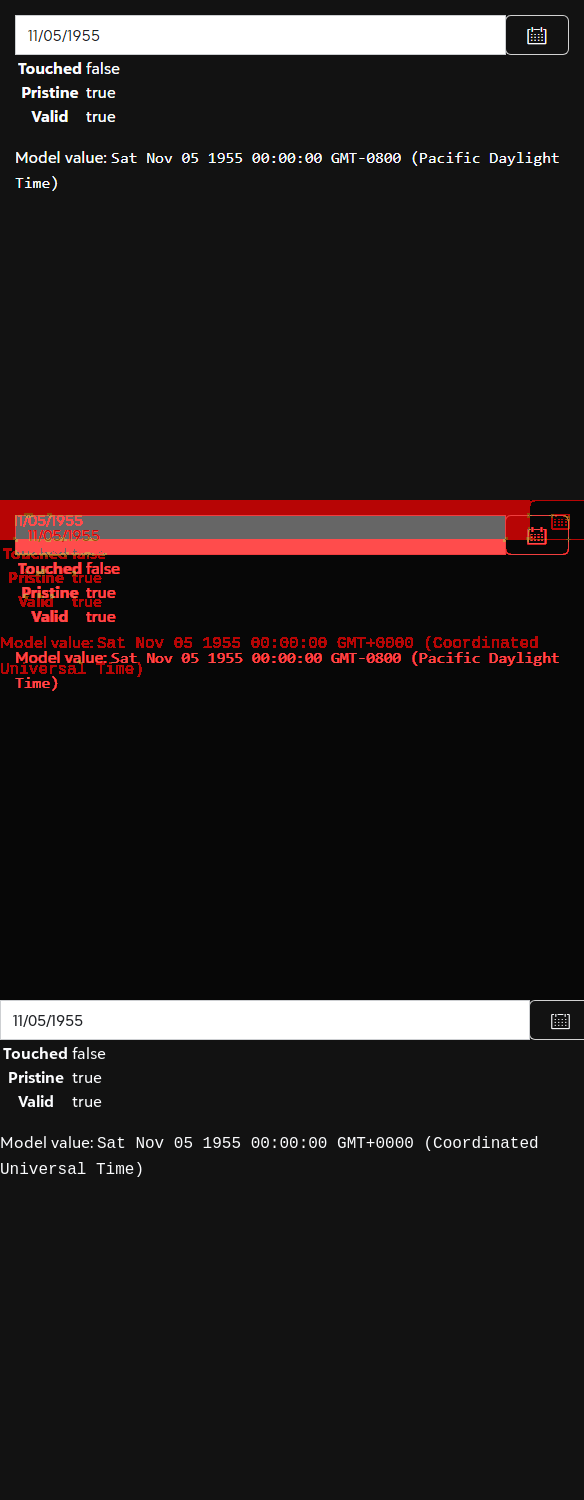 11/05/1955
Touched false
Pristine true
Valid true
Model value: Sat Nov 05 1955 00:00:00 GMT-0800 (Pacific Daylight
Time)
11/05/1955
11/05/1955
Touched false
Touched false
Pristine true
Pristine true
Valid true
Valid true
Model value: Sat Nov 05 1955 00:00:00 GMT+0000 (Coordinated
Model value: Sat Nov 05 1955 00:00:00 GMT-0800 (Pacific Daylight
Universal Time)
Time)
11/05/1955
Touched false
Pristine true
Valid true
Model value: Sat Nov 05 1955 00:00:00 GMT+0000 (Coordinated
Universal Time)